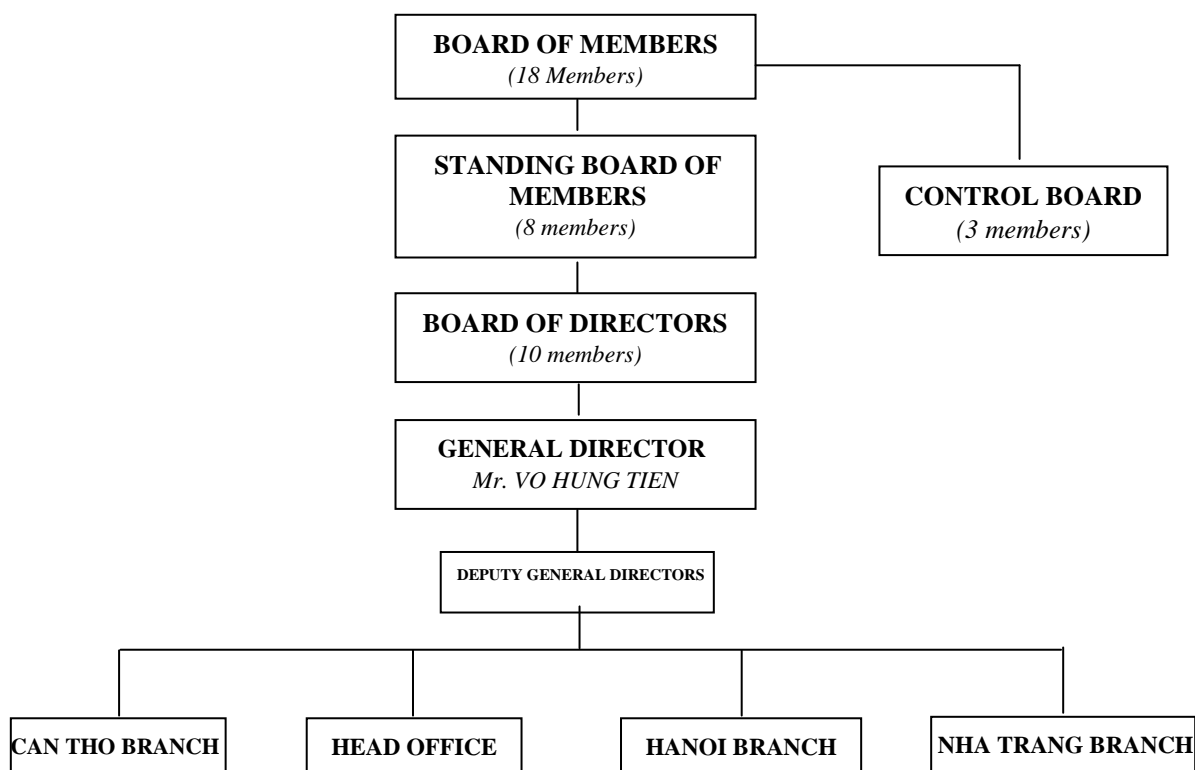 BOARD OF MEMBERS
(18 Members)
STANDING BOARD OF
MEMBERS
(8 members)
CONTROL BOARD
(3 members)
BOARD OF DIRECTORS
(10 members)
GENERAL DIRECTOR
Mr. VO HUNG TIEN
DEPUTY GENERAL DIRECTORS
CAN THO BRANCH
HEAD OFFICE
HANOI BRANCH
NHA TRANG BRANCH